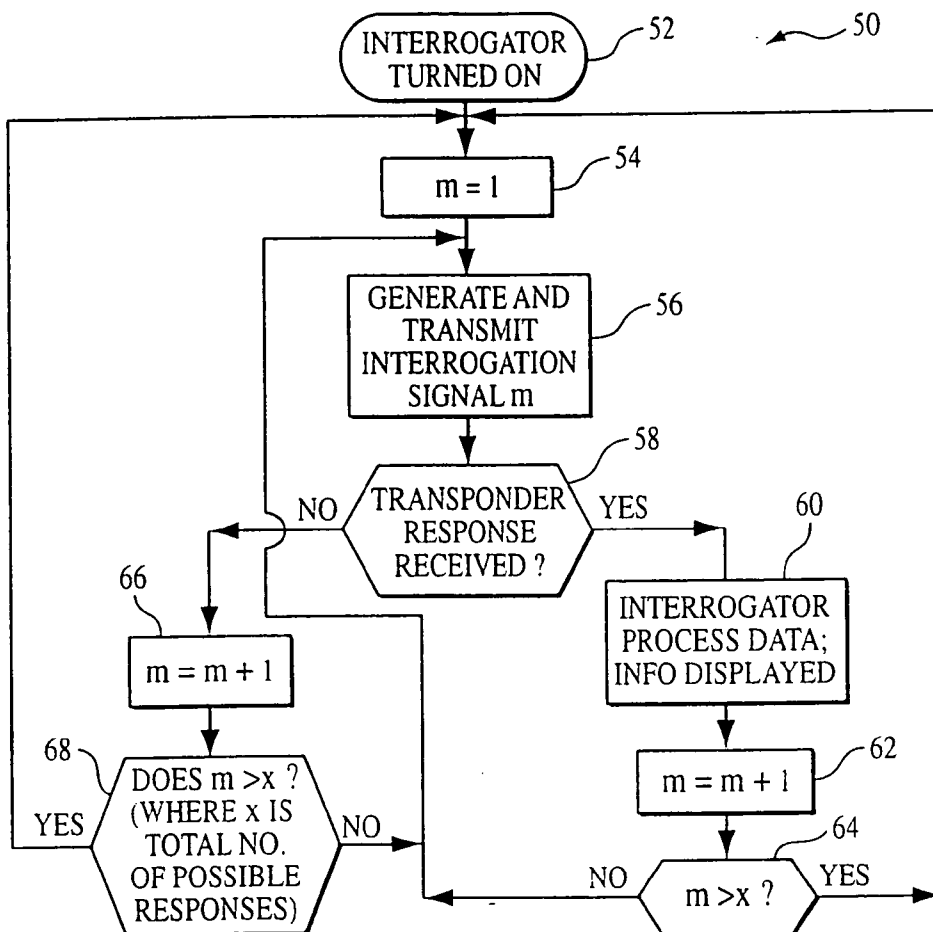 INTERROGATOR
TURNED ON
52
50
m = 1
54
GENERATE AND
TRANSMIT
INTERROGATION
SIGNAL m
56
TRANSPONDER
RESPONSE
RECEIVED ?
58
NO
YES
60
INTERROGATOR
PROCESS DATA;
INFO DISPLAYED
66
m = m + 1
62
m = m + 1
68
DOES m >x ?
(WHERE x IS
TOTAL NO.
OF POSSIBLE
RESPONSES)
YES
NO
64
m >x ?
NO
YES